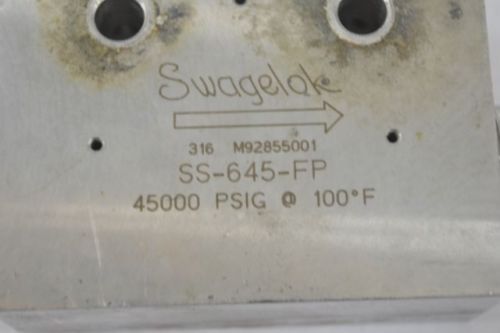 Swagelok
316 M92855001
SS-645-FP
45000 PSIG @ 100°F